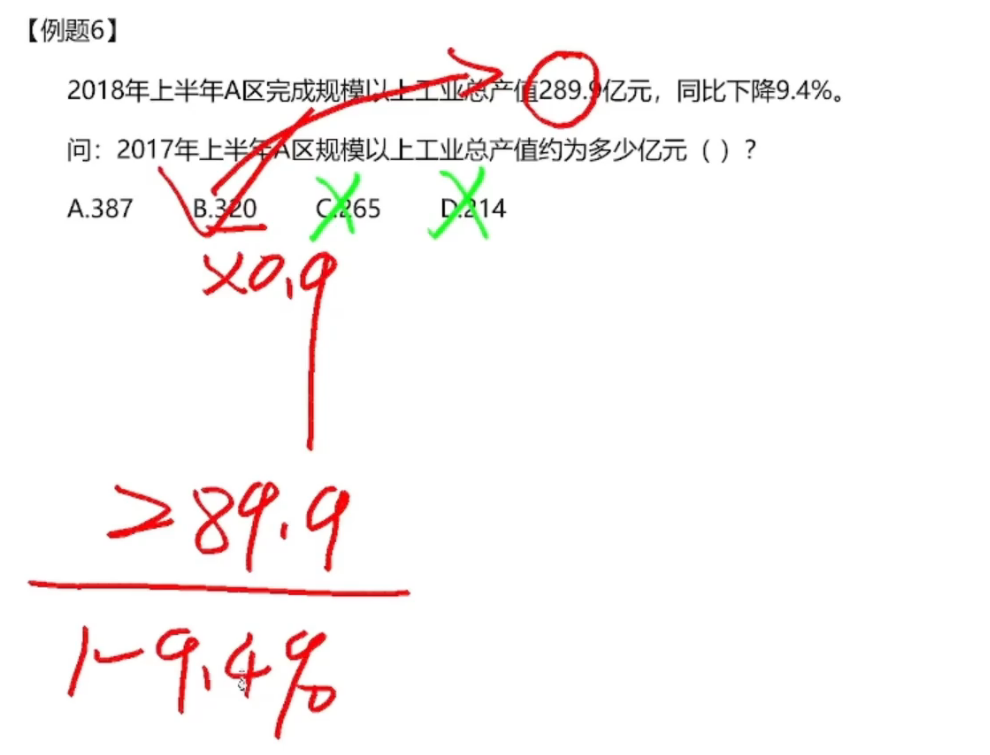 【例题6】
2018年上半年A区完成规模以上工业总产值289.9亿元，同比下降9.4%。
问：2017年上半年A区规模以上工业总产值约为多少亿元（ ）？
A.387 B.320 C.265 D.214
×0.9
289.9
1-9.4%